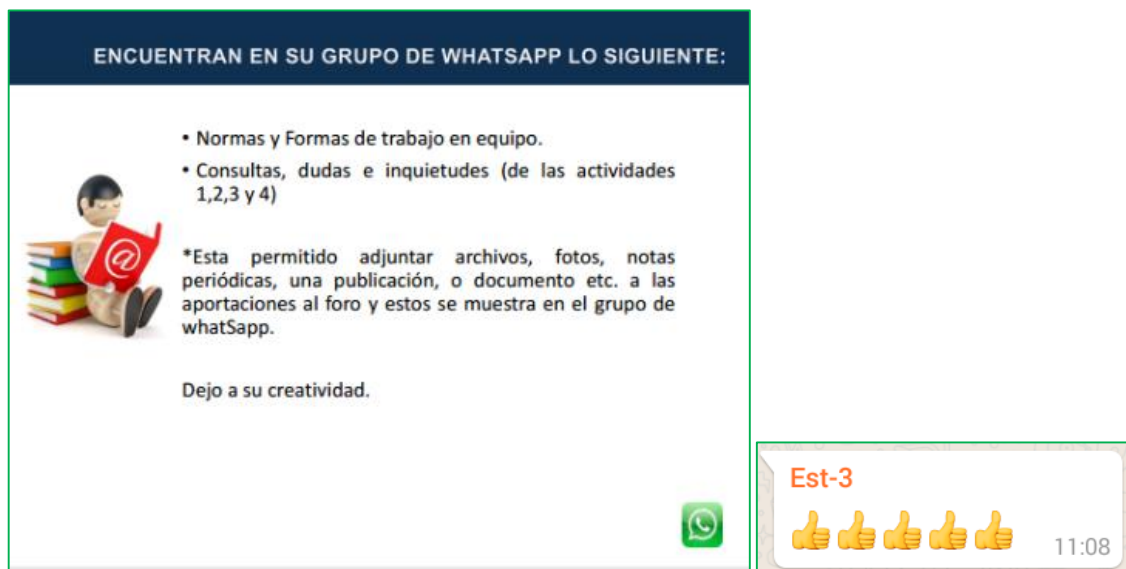 ENCUENTRAN EN SU GRUPO DE WHATSAPP LO SIGUIENTE:
• Normas y Formas de trabajo en equipo.
• Consultas, dudas e inquietudes (de las actividades
1,2,3 y 4)
*Esta permitido adjuntar archivos, fotos, notas
periódicas, una publicación, o documento etc. a las
aportaciones al foro y estos se muestra en el grupo de
whatSapp.
Dejo a su creatividad.
@
Est-3
👍👍👍👍👍
11:08